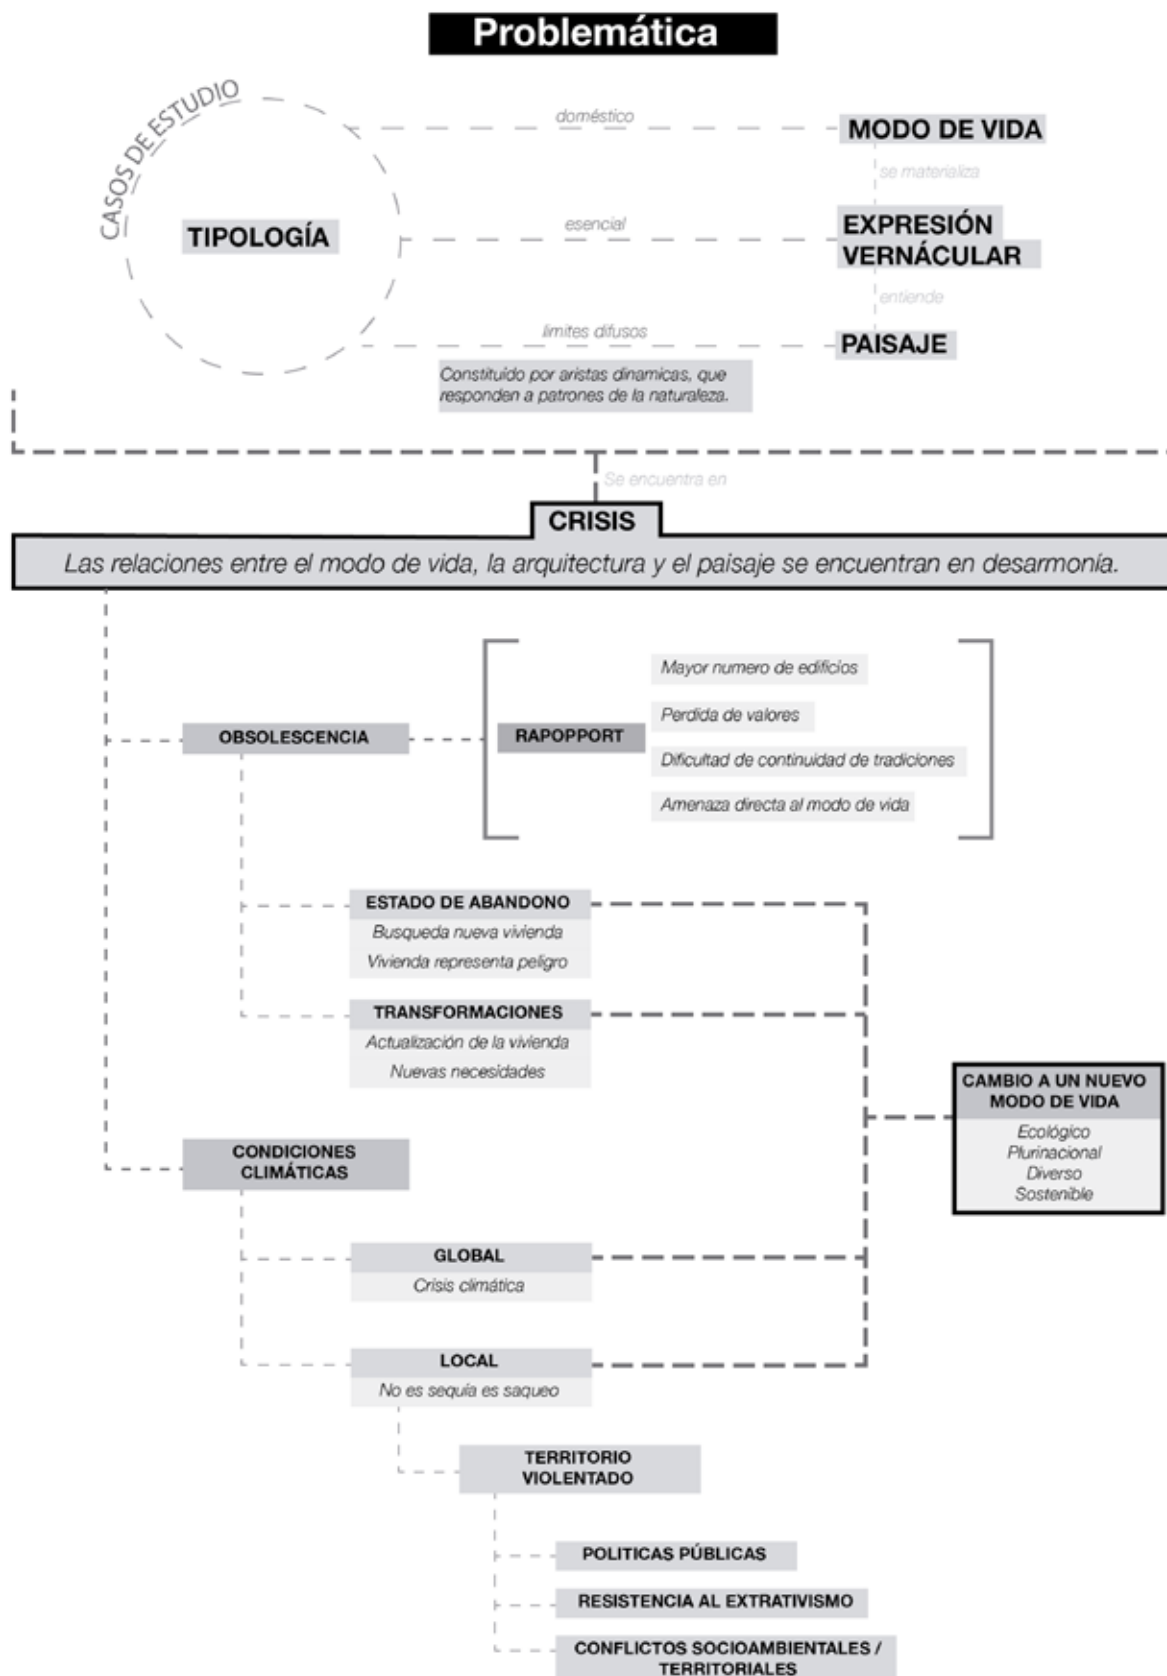 Problemática
CASOS DE ESTUDIO
TIPOLOGÍA
doméstico
MODO DE VIDA
se materializa
esencial
EXPRESIÓN
VERNÁCULAR
entiende
limites difusos
PAISAJE
Constituído por aristas dinamicas, que
responden a patrones de la naturaleza.
Se encuentra en
CRISIS
Las relaciones entre el modo de vida, la arquitectura y el paisaje se encuentran en desarmonía.
OBSOLESCENCIA
RAPOPPORT
Mayor numero de edificios
Perdida de valores
Dificultad de continuidad de tradiciones
Amenaza directa al modo de vida
ESTADO DE ABANDONO
Busqueda nueva vivienda
Vivienda representa peligro
TRANSFORMACIONES
Actualización de la vivienda
Nuevas necesidades
CAMBIO A UN NUEVO
MODO DE VIDA
Ecológico
Plurinacional
Diverso
Sostenible
CONDICIONES
CLIMÁTICAS
GLOBAL
Crisis climática
LOCAL
No es sequía es saqueo
TERRITORIO
VIOLENTADO
POLITICAS PÚBLICAS
RESISTENCIA AL EXTRATIVISMO
CONFLICTOS SOCIOAMBIENTALES /
TERRITORIALES